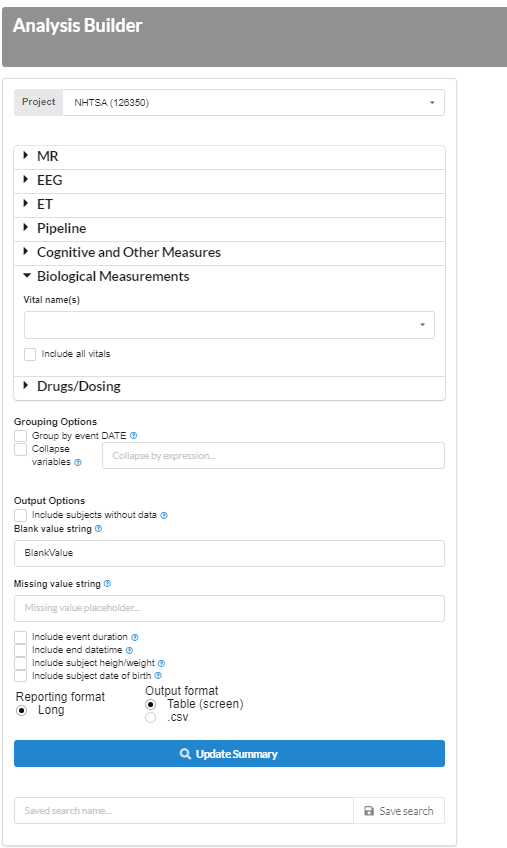 Analysis Builder
Project NHTSA (126350)
MR
EEG
ET
Pipeline
Cognitive and Other Measures
Biological Measurements
Vital name(s)
Include all vitals
Drugs/Dosing
Grouping Options
Group by event DATE
Collapse
variables
Collapse by expression...
Output Options
Include subjects without data
Blank value string
BlankValue
Missing value string
Missing value placeholder...
Include event duration
Include end datetime
Include subject heigh/weight
Include subject date of birth
Reporting format
Long
Output format
Table (screen)
.csv
Update Summary
Saved search name... Save search